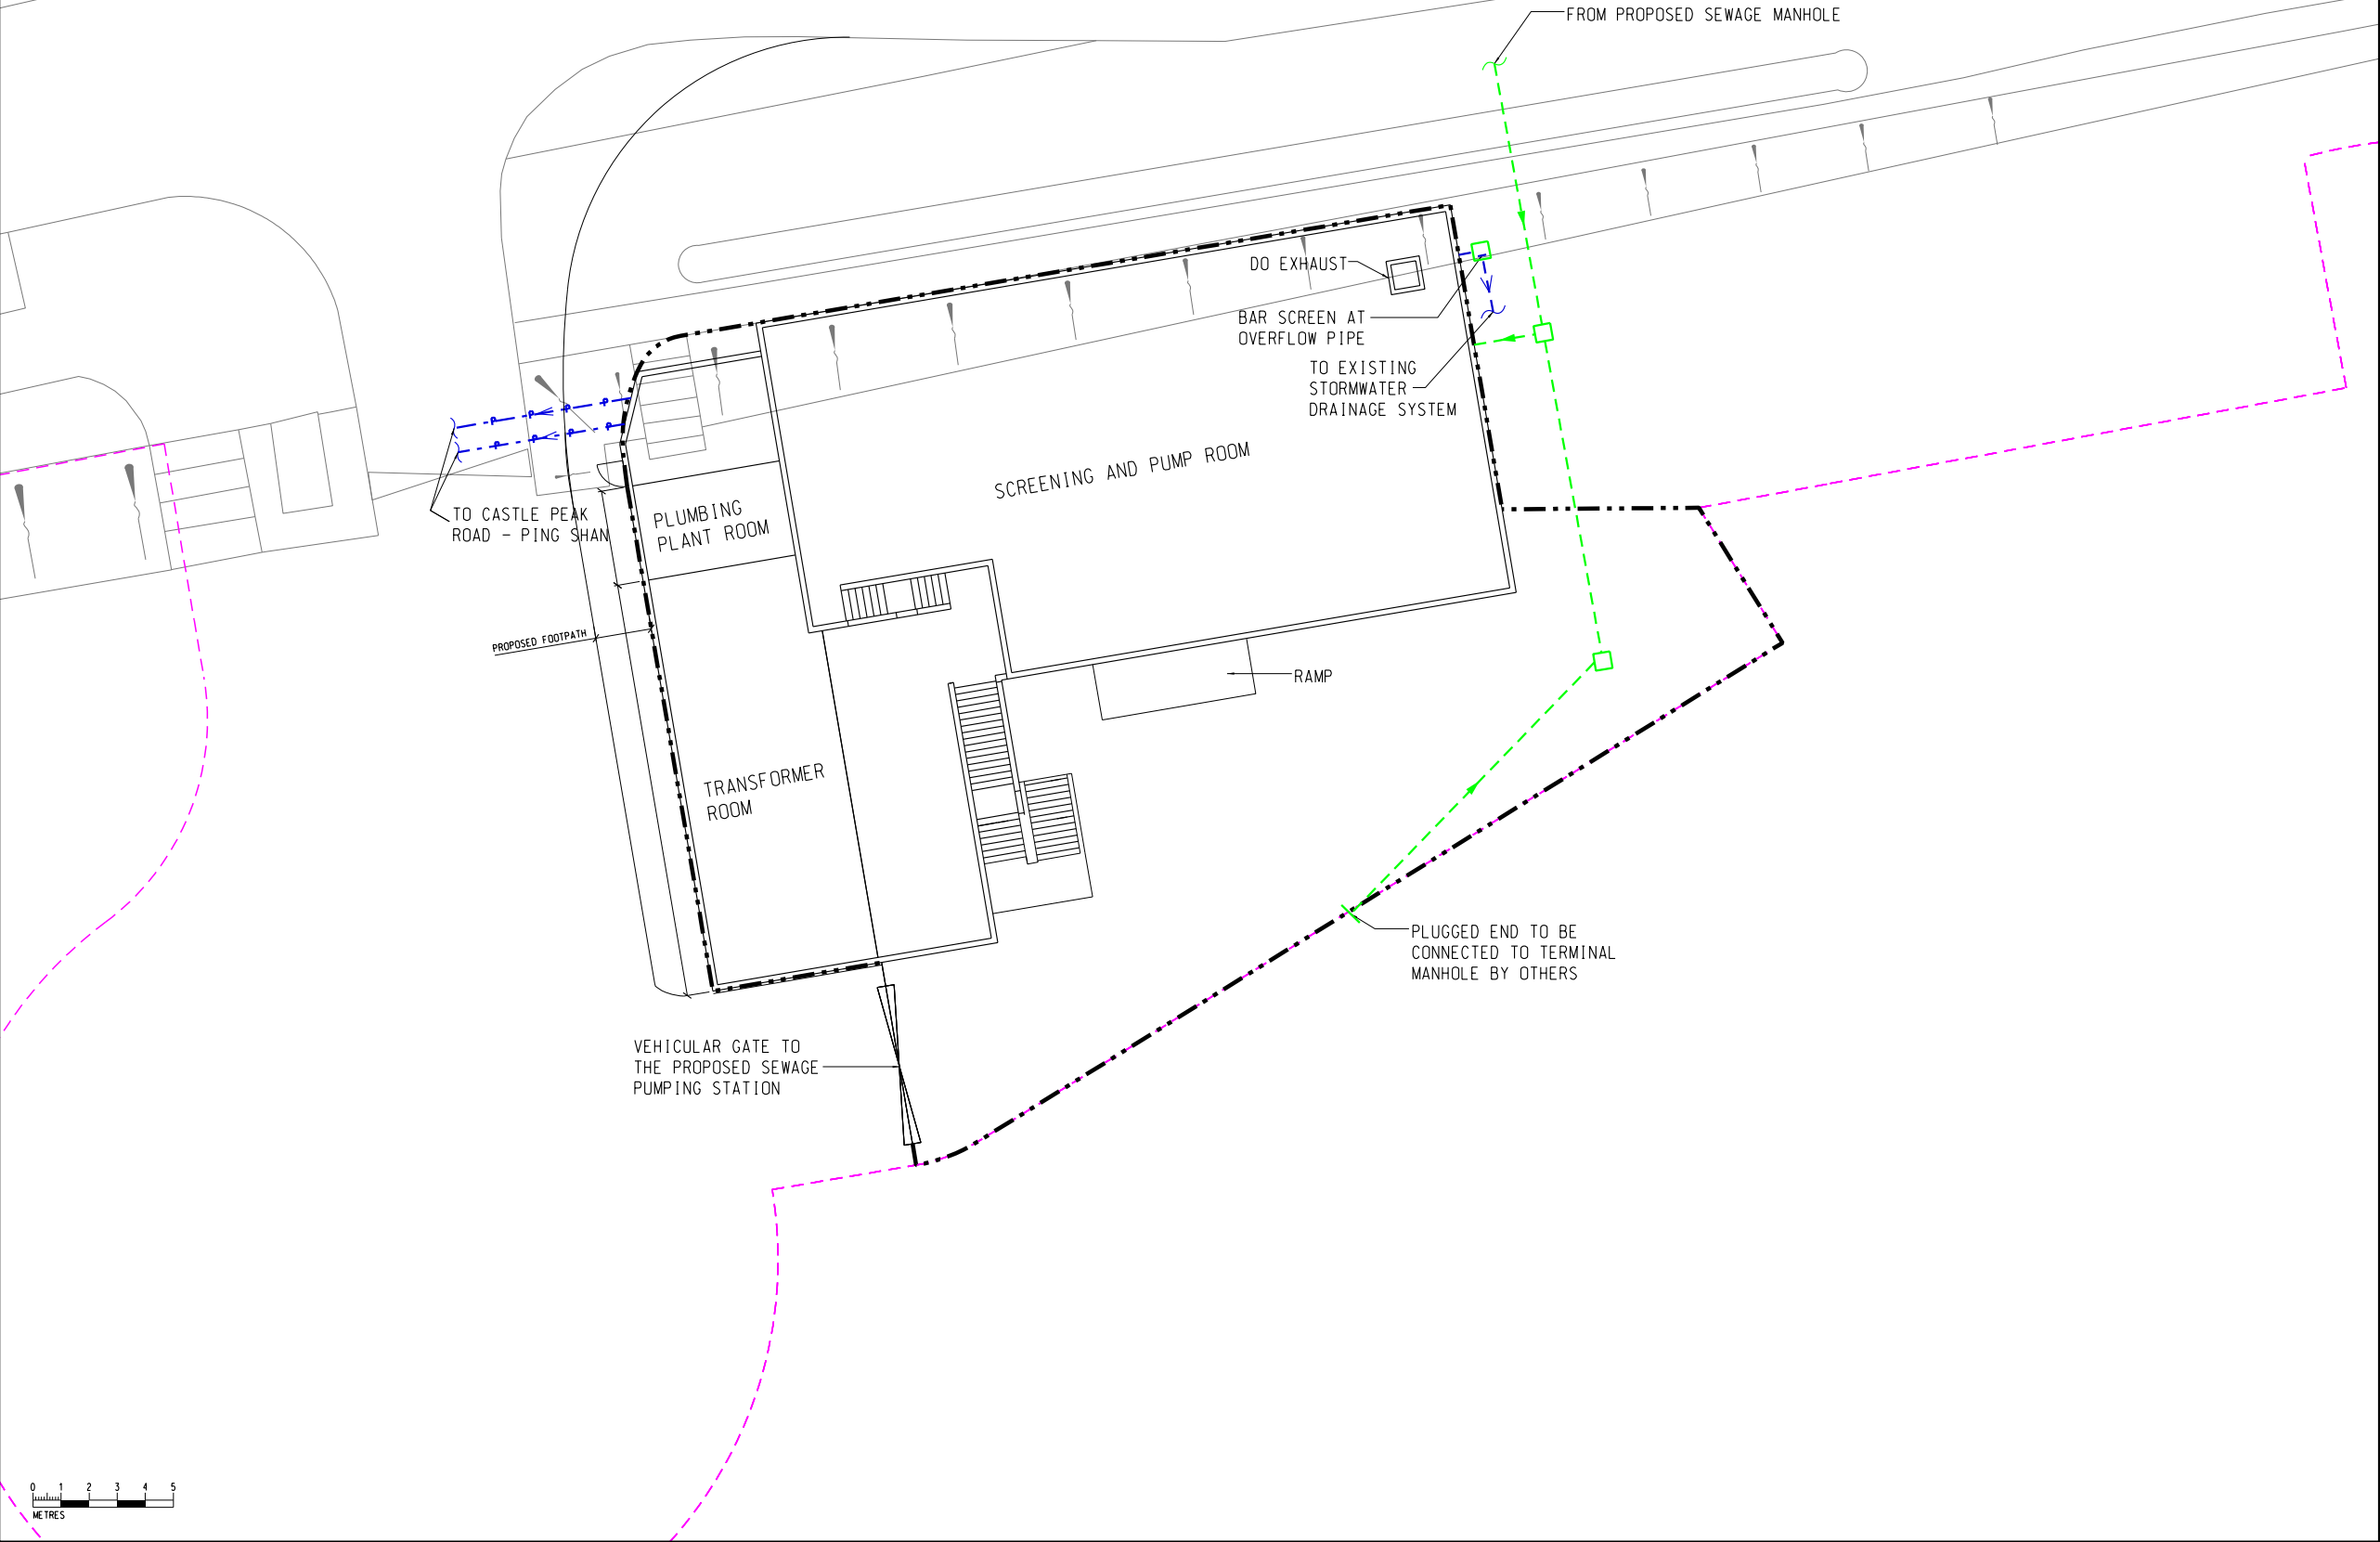 FROM PROPOSED SEWAGE MANHOLE
DO EXHAUST
BAR SCREEN AT
OVERFLOW PIPE
TO EXISTING
STORMWATER
DRAINAGE SYSTEM
SCREENING AND PUMP ROOM
P P P P
P P P P
TO CASTLE PEAK
ROAD - PING SHAN
PLUMBING
PLANT ROOM
PROPOSED FOOTPATH
RAMP
TRANSFORMER
ROOM
PLUGGED END TO BE
CONNECTED TO TERMINAL
MANHOLE BY OTHERS
VEHICULAR GATE TO
THE PROPOSED SEWAGE
PUMPING STATION
0 1 2 3 4 5
METRES